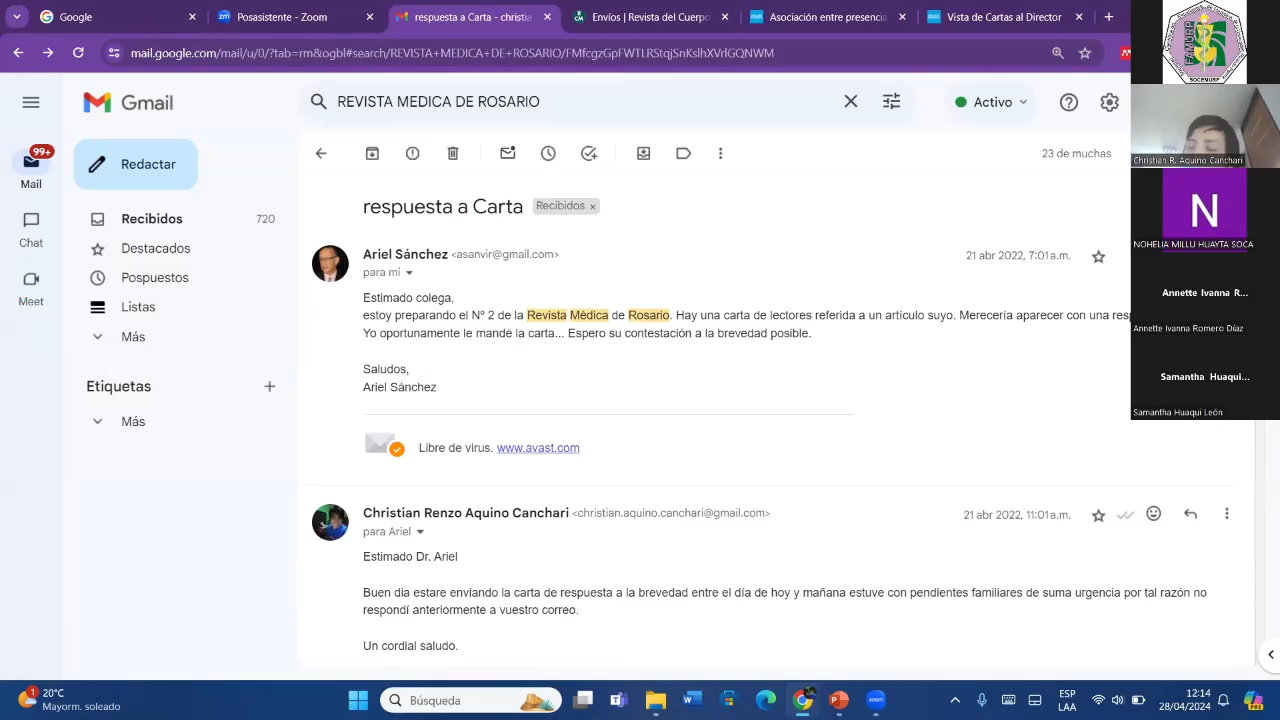 Google
Posasistente - Zoom
respuesta a Carta - christia
Envíos | Revista del Cuerpo
Asociación entre presencia
Vista de Cartas al Director
mail.google.com/mail/u/0/?tab=rm&ogbl#search/REVISTA+MEDICA+DE+ROSARIO/FMfcgzGpFWTRLStqjSnKslhXVrlGQNWM
Gmail
REVISTA MEDICA DE ROSARIO
Activo
99+
Mail
Redactar
23 de muchas
Chat
Meet
Recibidos 720
Destacados
Pospuestos
Listas
Más
Etiquetas
Más
respuesta a Carta Recibidos
Ariel Sánchez <asanvir@gmail.com>
21 abr 2022, 7:01 a.m.
para mí
Estimado colega,
estoy preparando el Nº 2 de la Revista Médica de Rosario. Hay una carta de lectores referida a un artículo suyo. Merecería aparecer con una res
Yo oportunamente le mandé la carta... Espero su contestación a la brevedad posible.
Saludos,
Ariel Sánchez
Libre de virus. www.avast.com
Christian Renzo Aquino Canchari <christian.aquino.canchari@gmail.com>
21 abr 2022, 11:01 a.m.
para Ariel
Estimado Dr. Ariel
Buen dia estare enviando la carta de respuesta a la brevedad entre el día de hoy y mañana estuve con pendientes familiares de suma urgencia por tal razón no
respondí anteriormente a vuestro correo.
Un cordial saludo.
FAMURP
SOCEMURP
Christian R. Aquino Canchari
N
NOHELIA MILLU HUAYTA SOCA
Annette Ivanna R...
Annette Ivanna Romero Díaz
Samantha Huaqui...
Samantha Huaqui León
1
20°C
Mayorm. soleado
Búsqueda
ESP
LAA
12:14
28/04/2024